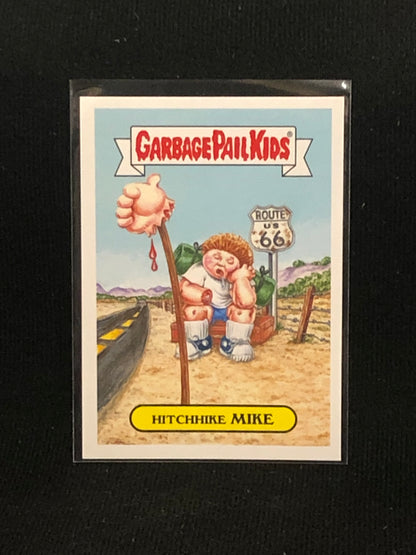 GARBAGE PAIL KIDS®
ROUTE
US
66
HITCHHIKE MIKE